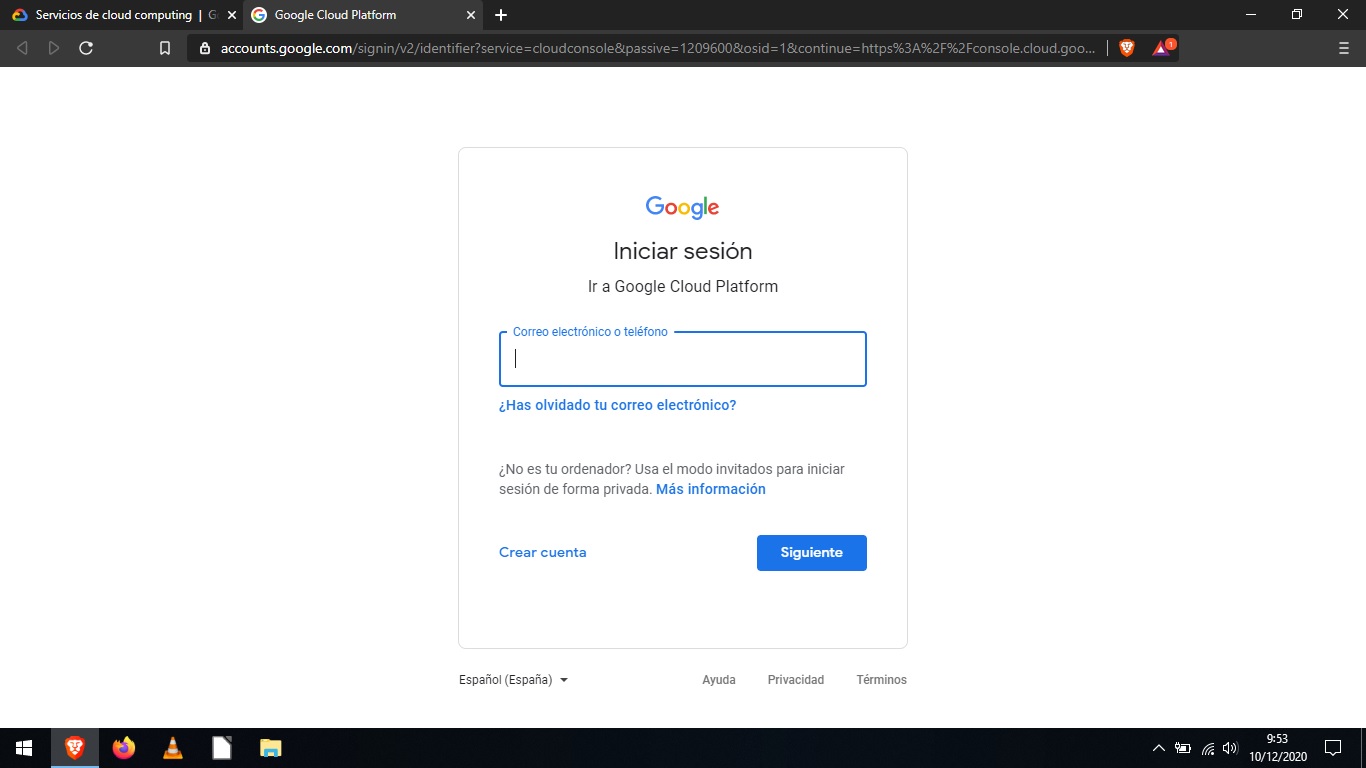 Servicios de cloud computing | G
Google Cloud Platform
accounts.google.com/signin/v2/identifier?service=cloudconsole&passive=1209600&osid=1&continue=https%3A%2F%2Fconsole.cloud.goo...
1
Google
Iniciar sesión
Ir a Google Cloud Platform
Correo electrónico o teléfono
¿Has olvidado tu correo electrónico?
¿No es tu ordenador? Usa el modo invitados para iniciar
sesión de forma privada. Más información
Crear cuenta
Siguiente
Español (España)
Ayuda
Privacidad
Términos
9:53
10/12/2020